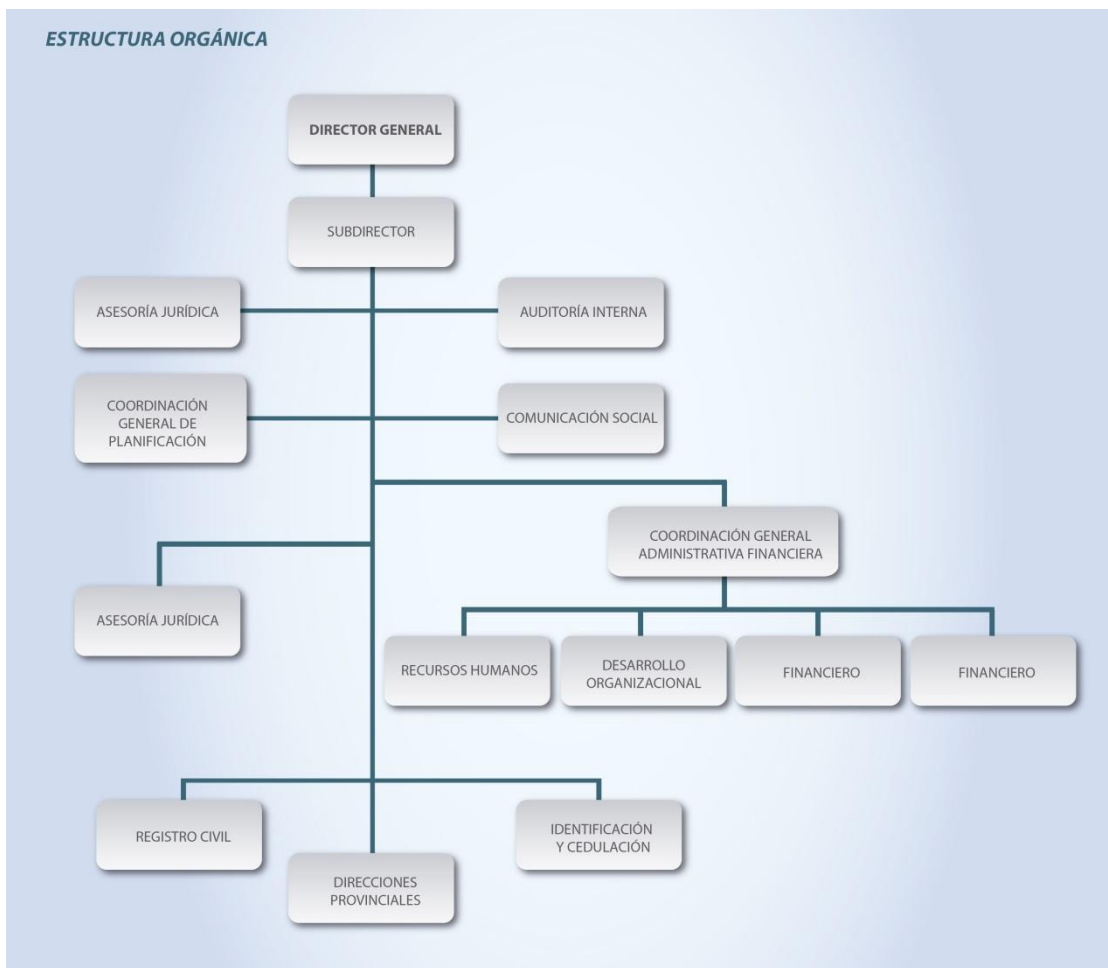 ESTRUCTURA ORGÁNICA
DIRECTOR GENERAL
SUBDIRECTOR
ASESORÍA JURÍDICA
AUDITORÍA INTERNA
COORDINACIÓN
GENERAL DE
PLANIFICACIÓN
COMUNICACIÓN SOCIAL
COORDINACIÓN GENERAL
ADMINISTRATIVA FINANCIERA
ASESORÍA JURÍDICA
RECURSOS HUMANOS
DESARROLLO
ORGANIZACIONAL
FINANCIERO
FINANCIERO
REGISTRO CIVIL
IDENTIFICACIÓN
Y CEDULACIÓN
DIRECCIONES
PROVINCIALES